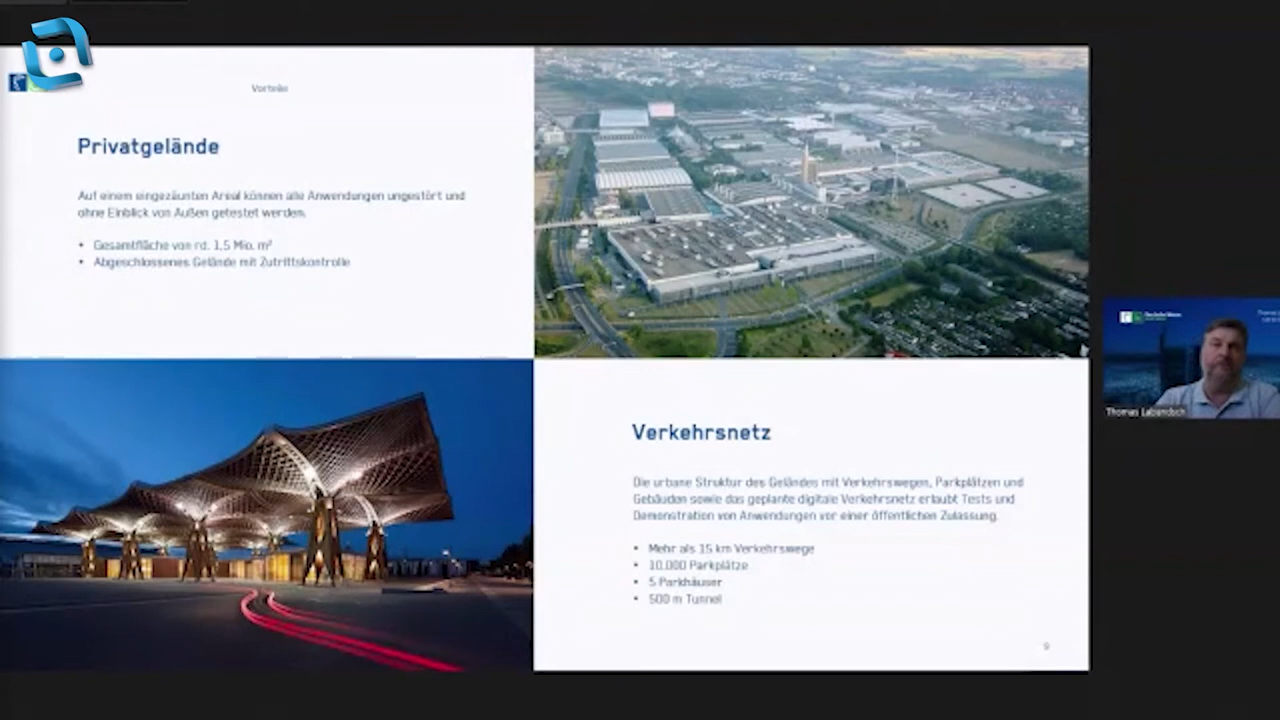 Vorteile
Privatgelände
Auf einem eingezäunten Areal können alle Anwendungen ungestört und
ohne Einblick von Außen getestet werden.
• Gesamtfläche von rd. 1,5 Mio. m²
• Abgeschlossenes Gelände mit Zutrittskontrolle
Verkehrsnetz
Die urbane Struktur des Geländes mit Verkehrswegen, Parkplätzen und
Gebäuden sowie das geplante digitale Verkehrsnetz erlaubt Tests und
Demonstration von Anwendungen vor einer öffentlichen Zulassung.
• Mehr als 15 km Verkehrswege
• 10.000 Parkplätze
• 5 Parkhäuser
• 500 m Tunnel
9
Deutsche Messe
Thomas
Thomas Labandsch